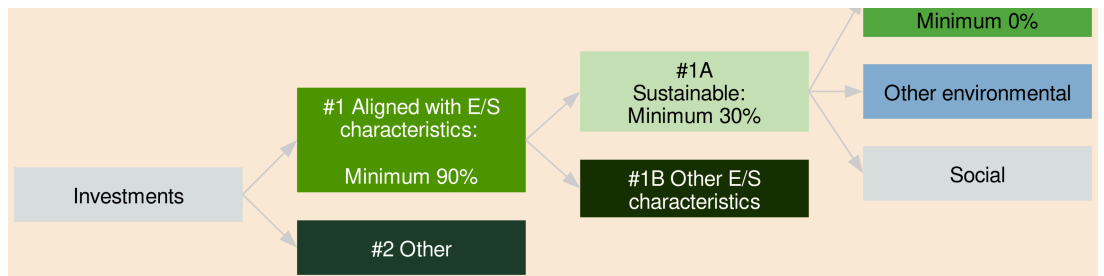 Minimum 0%
#1A
Sustainable:
Minimum 30%
#1 Aligned with E/S
characteristics:
Minimum 90%
Other environmental
Investments
#1B Other E/S
characteristics
Social
#2 Other